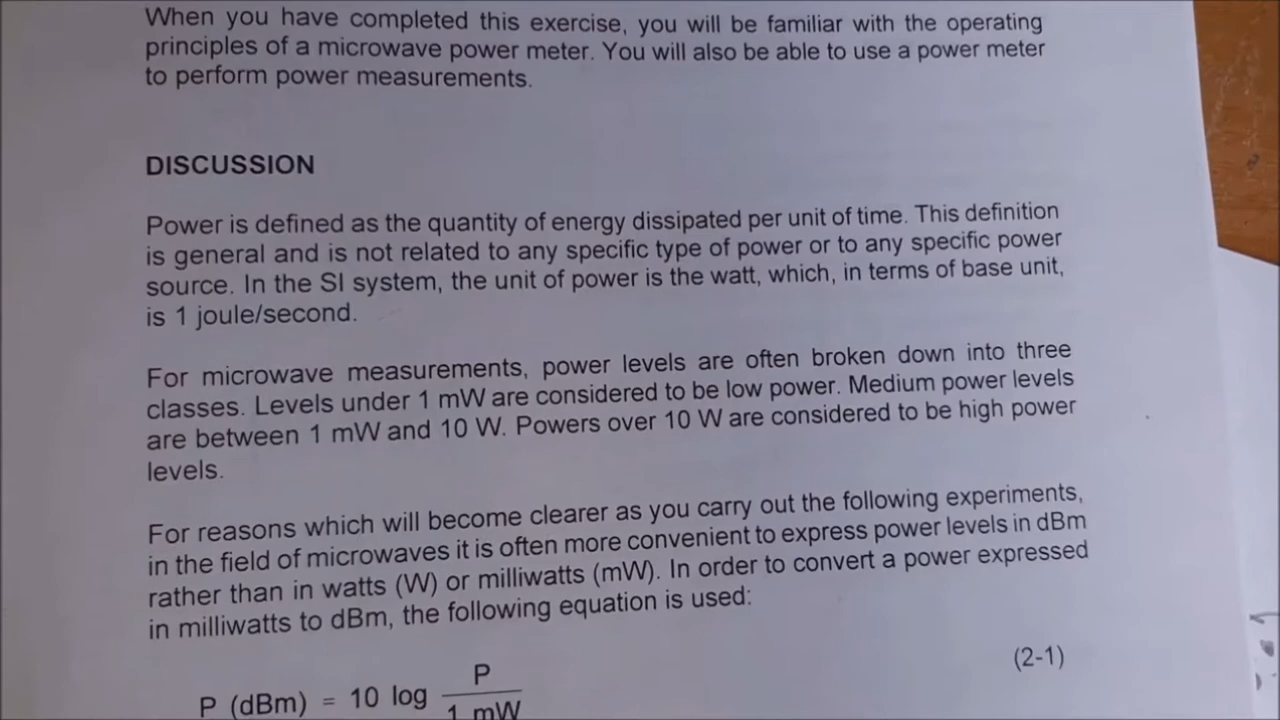 When you have completed this exercise, you will be familiar with the operating
principles of a microwave power meter. You will also be able to use a power meter
to perform power measurements.
DISCUSSION
Power is defined as the quantity of energy dissipated per unit of time. This definition
is general and is not related to any specific type of power or to any specific power
source. In the SI system, the unit of power is the watt, which, in terms of base unit,
is 1 joule/second.
For microwave measurements, power levels are often broken down into three
classes. Levels under 1 mW are considered to be low power. Medium power levels
are between 1 mW and 10 W. Powers over 10 W are considered to be high power
levels.
For reasons which will become clearer as you carry out the following experiments,
in the field of microwaves it is often more convenient to express power levels in dBm
rather than in watts (W) or milliwatts (mW). In order to convert a power expressed
in milliwatts to dBm, the following equation is used:
P (dBm) = 10 log P / 1 mW (2-1)